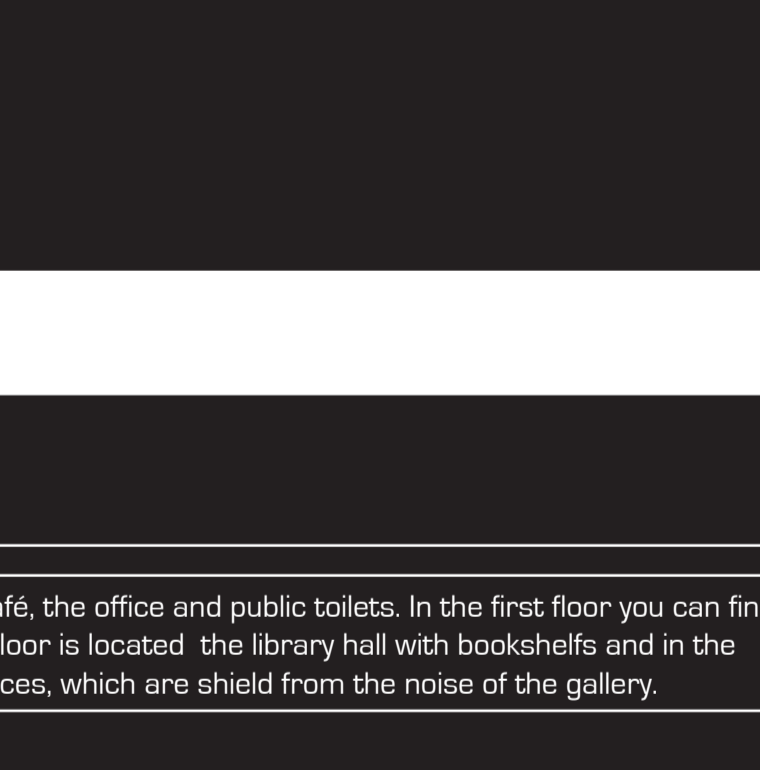 afé, the office and public toilets. In the first floor you can fin
loor is located  the library hall with bookshelfs and in the
ces, which are shield from the noise of the gallery.